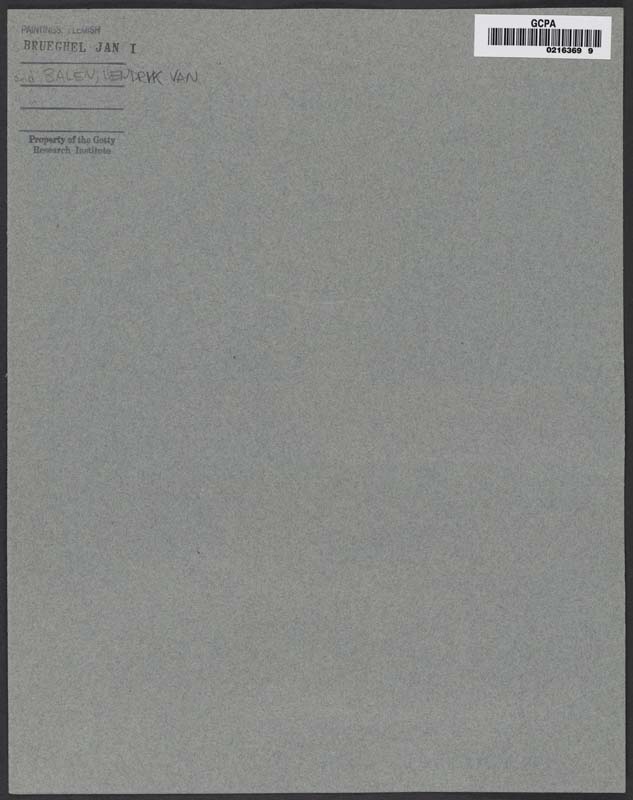 PAINTINGS. FLEMISH
BRUEGHEL JAN I
and BALEN, HENDRIK VAN
Property of the Getty
Research Institute
GCPA
0216369 9